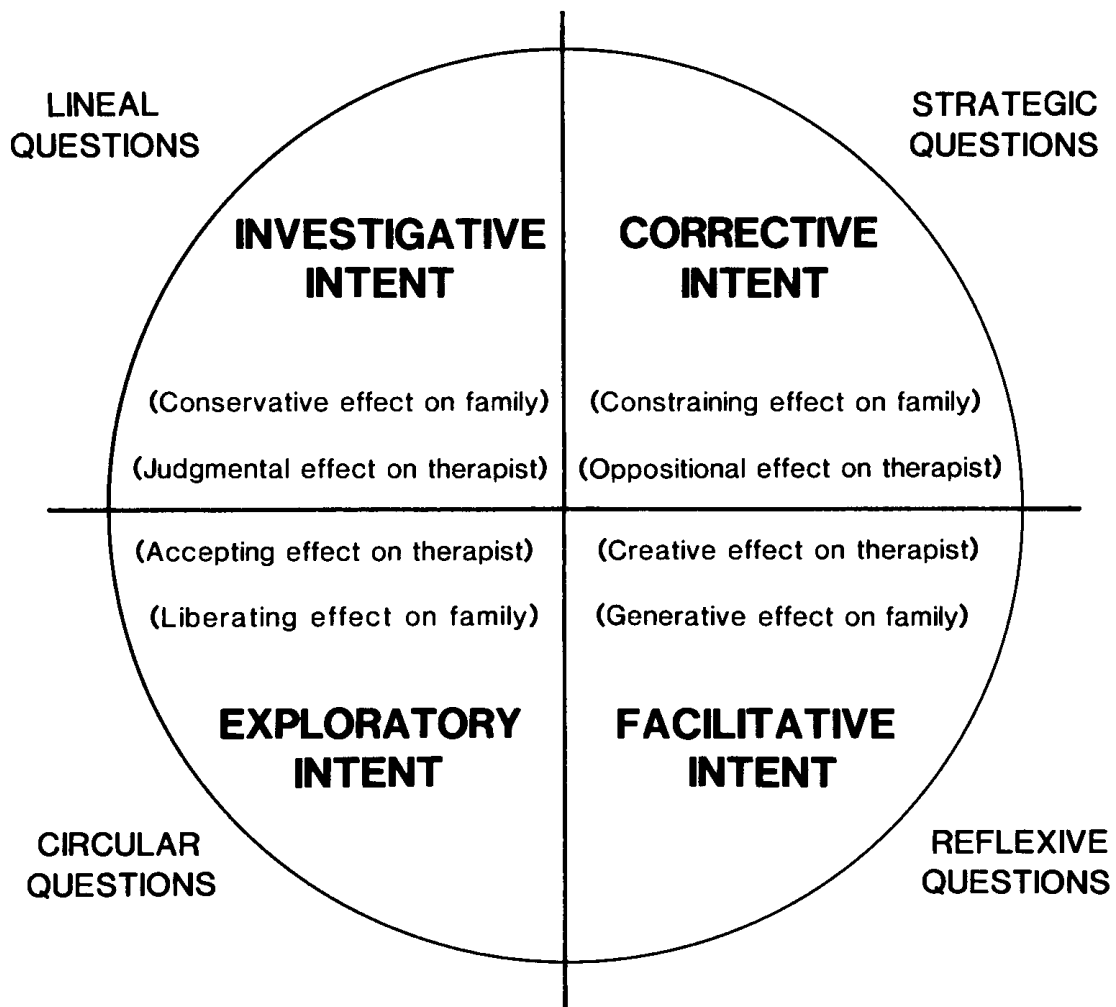 LINEAL
QUESTIONS
STRATEGIC
QUESTIONS
INVESTIGATIVE
INTENT
(Conservative effect on family)
(Judgmental effect on therapist)
CORRECTIVE
INTENT
(Constraining effect on family)
(Oppositional effect on therapist)
(Accepting effect on therapist)
(Liberating effect on family)
EXPLORATORY
INTENT
(Creative effect on therapist)
(Generative effect on family)
FACILITATIVE
INTENT
CIRCULAR
QUESTIONS
REFLEXIVE
QUESTIONS